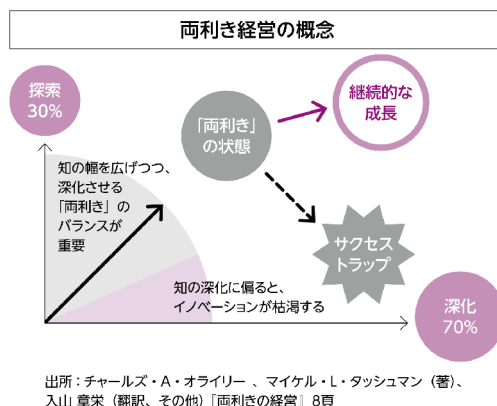 両利き経営の概念
探索
30%
継続的な
成長
「両利き」
の状態
知の幅を広げつつ、
深化させる
「両利き」の
バランスが
重要
サクセス
トラップ
知の深化に偏ると、
イノベーションが枯渇する
深化
70%
出所：チャールズ・A・オライリー 、マイケル・L・タッシュマン（著）、
入山 章栄（翻訳、その他）『両利きの経営』8頁